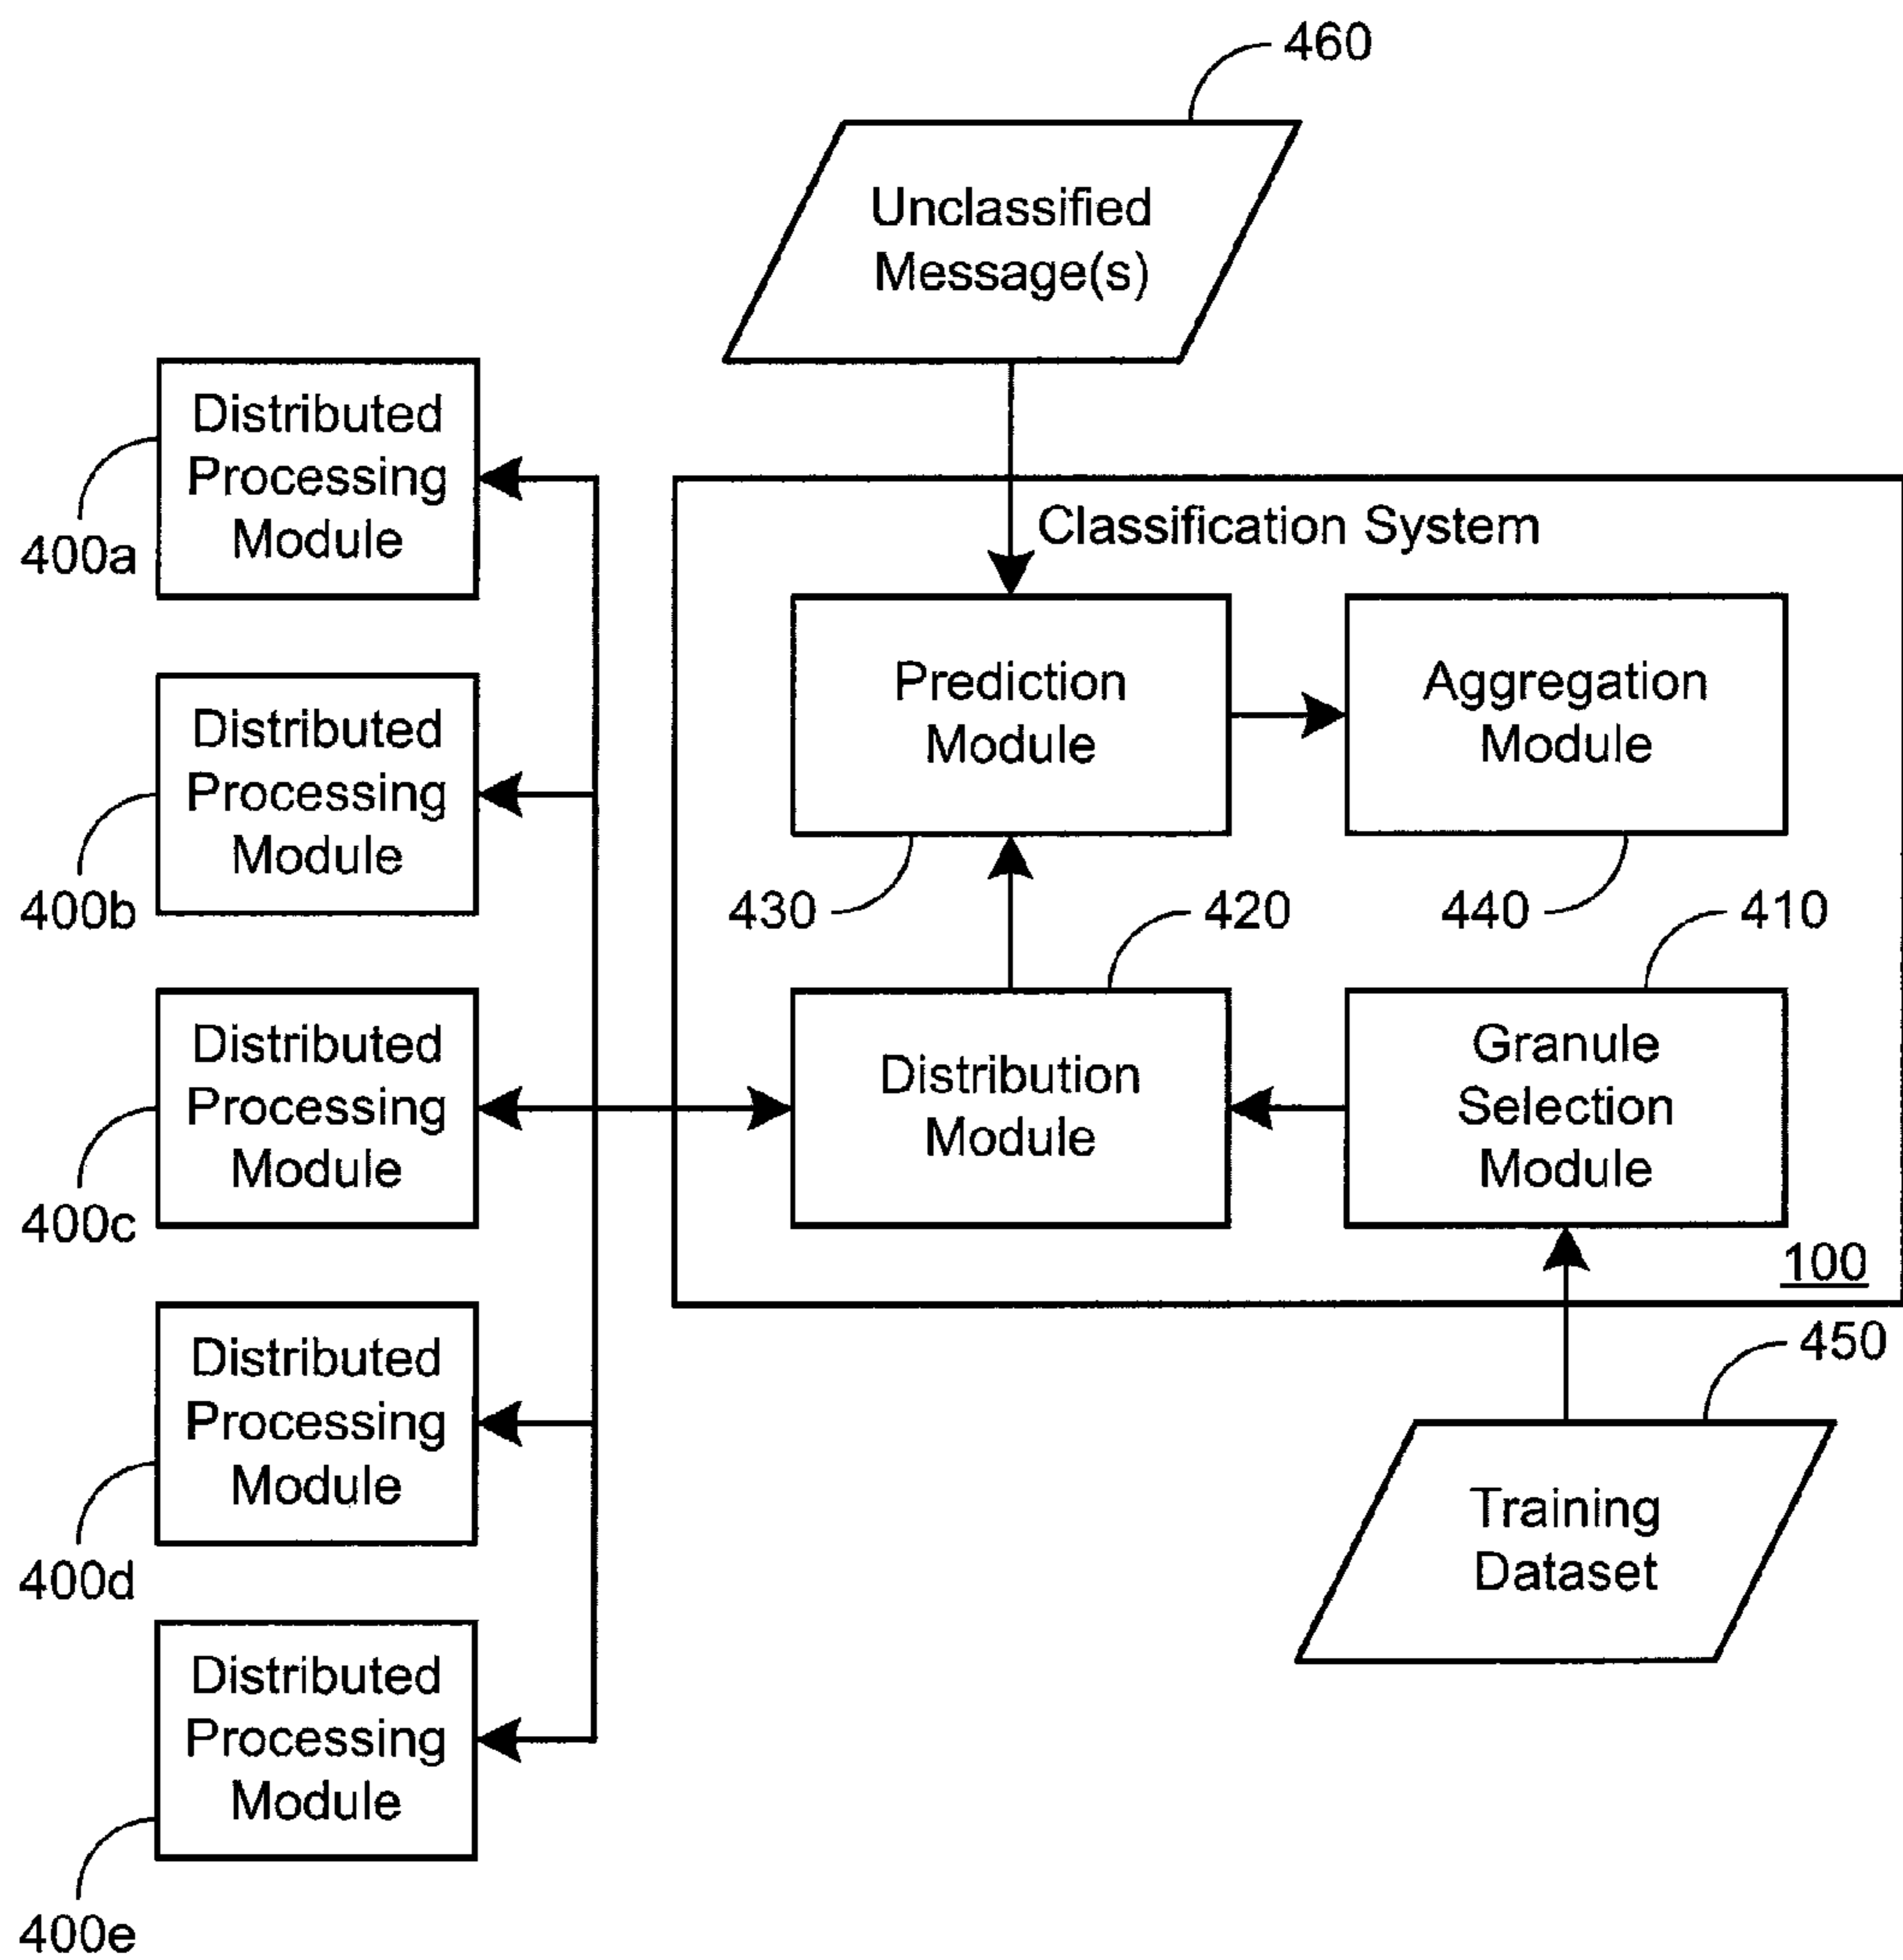 460
Unclassified
Message(s)
Distributed
Processing
Module
400a
Classification System
Prediction
Module
Aggregation
Module
Distributed
Processing
Module
400b
430
420
440
410
Distributed
Processing
Module
400c
Distribution
Module
Granule
Selection
Module
100
Distributed
Processing
Module
400d
450
Training
Dataset
Distributed
Processing
Module
400e